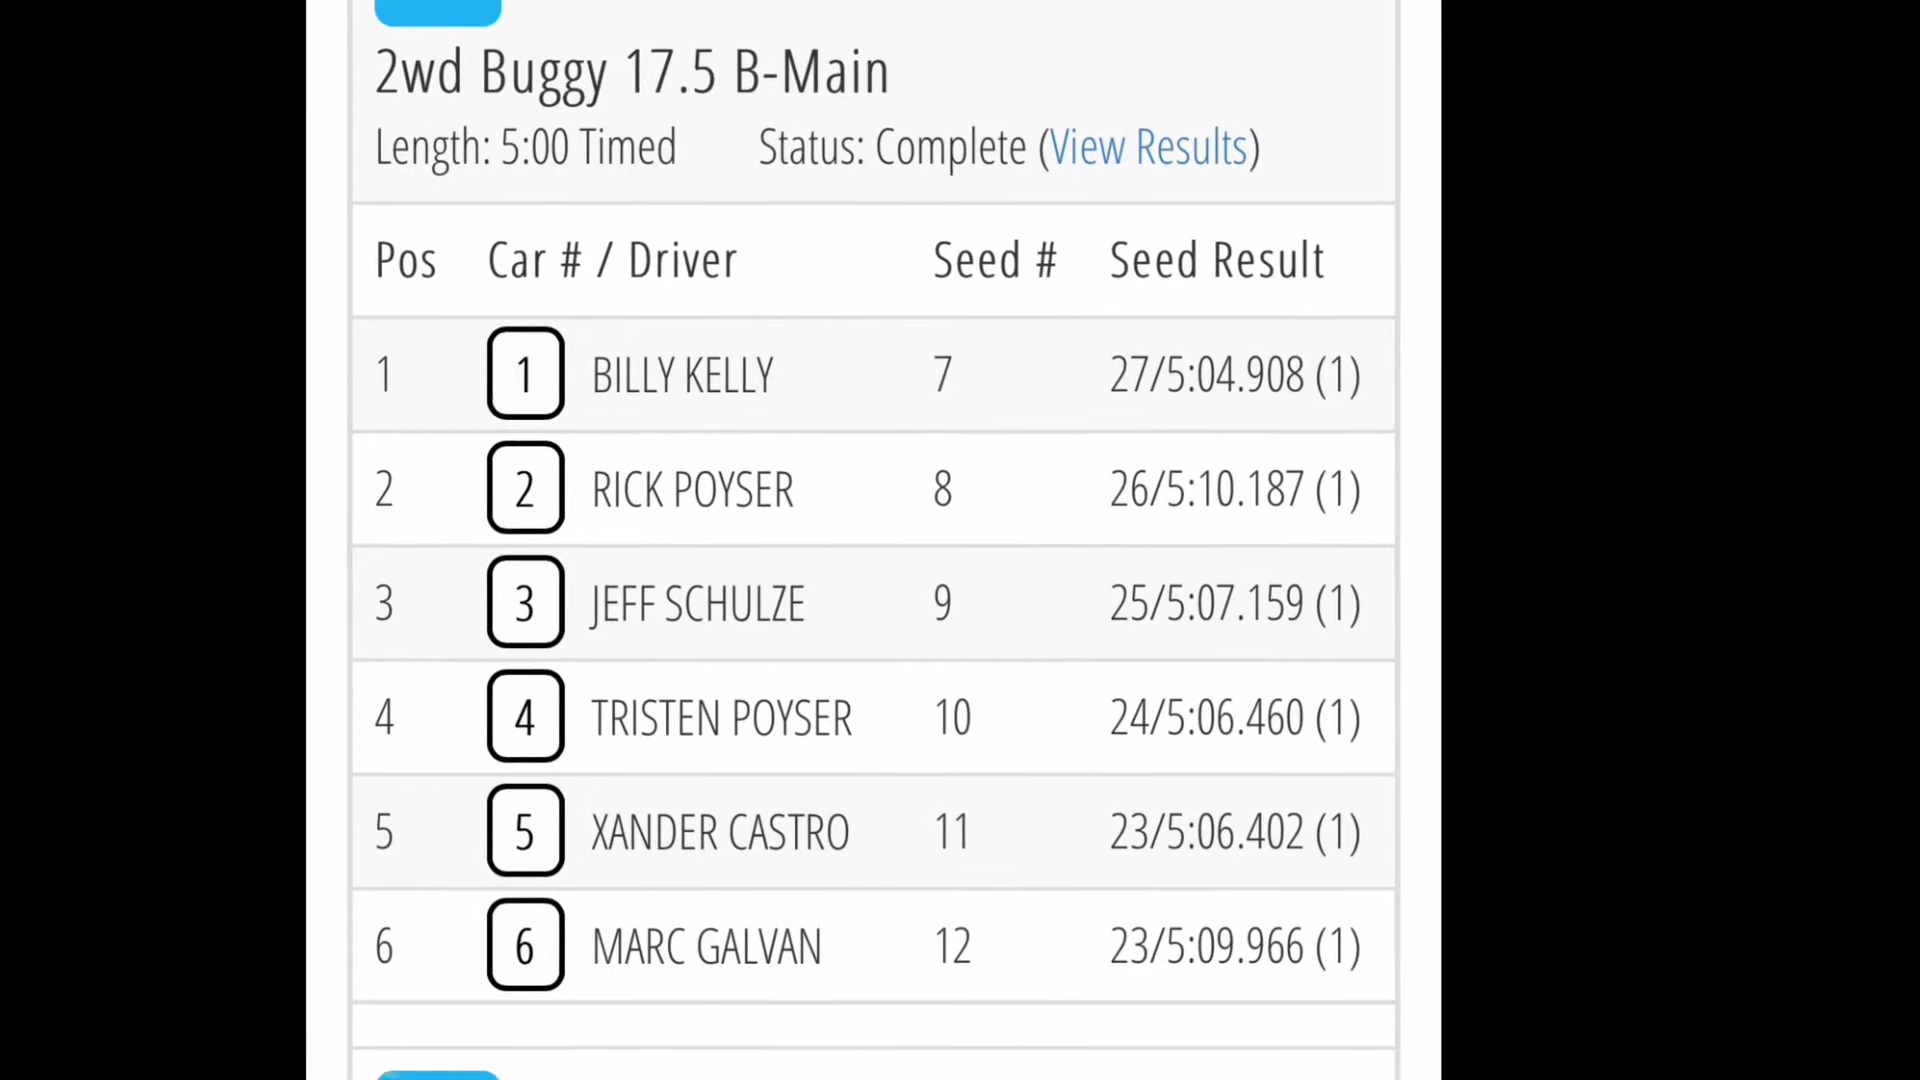 2wd Buggy 17.5 B-Main
Length: 5:00 Timed Status: Complete (View Results)
Pos Car # / Driver Seed # Seed Result
1 1 BILLY KELLY 7 27/5:04.908 (1)
2 2 RICK POYSER 8 26/5:10.187 (1)
3 3 JEFF SCHULZE 9 25/5:07.159 (1)
4 4 TRISTEN POYSER 10 24/5:06.460 (1)
5 5 XANDER CASTRO 11 23/5:06.402 (1)
6 6 MARC GALVAN 12 23/5:09.966 (1)